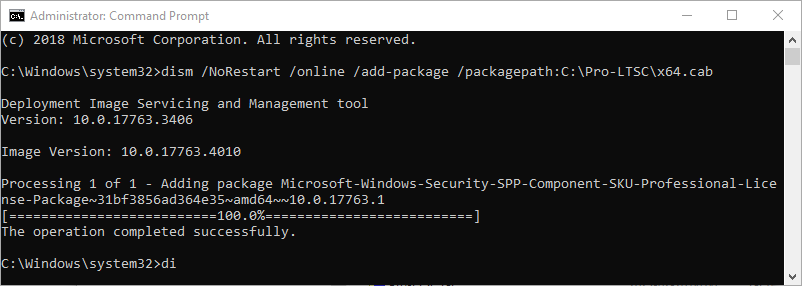 Administrator: Command Prompt
(c) 2018 Microsoft Corporation. All rights reserved.
C:\Windows\system32>dism /NoRestart /online /add-package /packagepath:C:\Pro-LTSC\x64.cab
Deployment Image Servicing and Management tool
Version: 10.0.17763.3406
Image Version: 10.0.17763.4010
Processing 1 of 1 - Adding package Microsoft-Windows-Security-SPP-Component-SKU-Professional-Lice
nse-Package~31bf3856ad364e35~amd64~~10.0.17763.1
[==========================100.0%==========================]
The operation completed successfully.
C:\Windows\system32>di